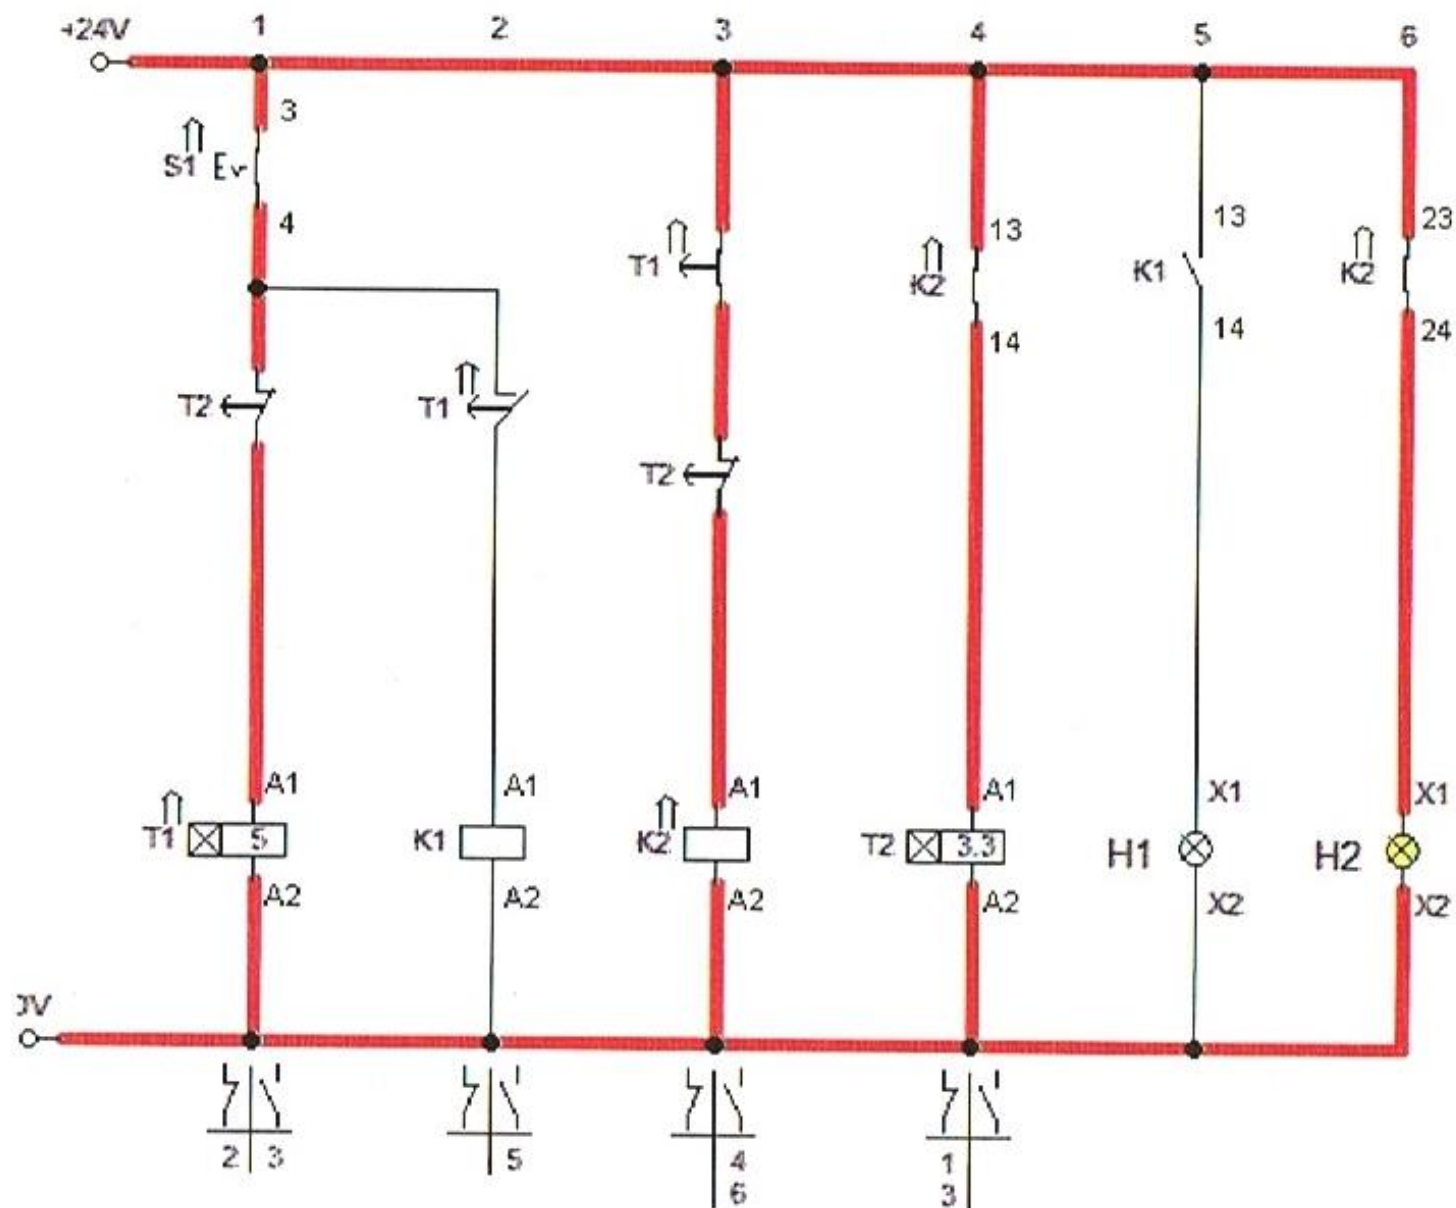 +24V 1 2 3 4 5 6
3
S1 Ev
4
13 13 23
T1 K2 K1 K2
14 14 24
T2 T1
T2
A1 A1 A1 A1 X1 X1
T1 5 K1 K2 T2 3.3 H1 H2
A2 A2 A2 A2 X2 X2
0V
2 3 5 4 1
6 3